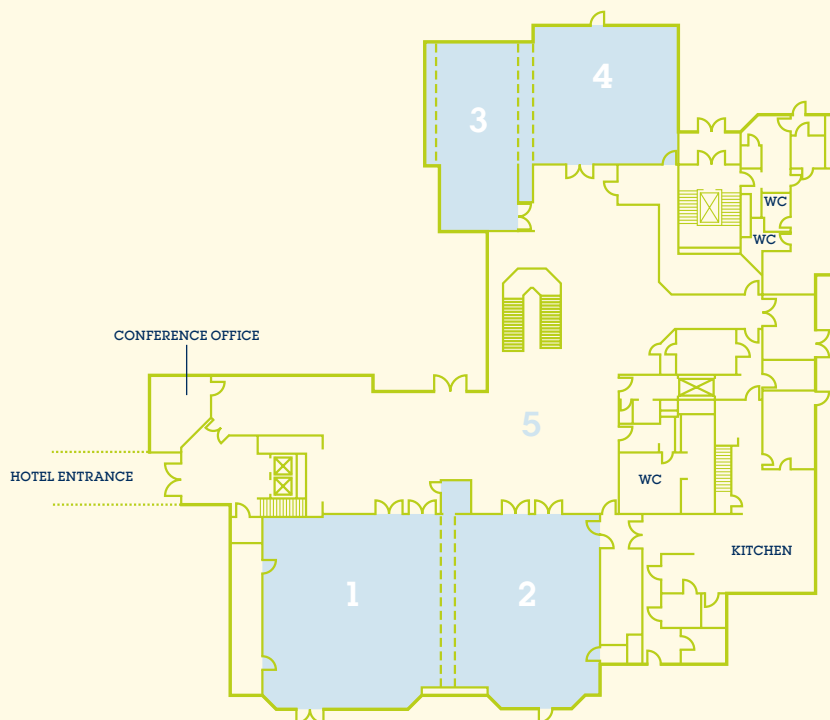 4
3
WC
WC
CONFERENCE OFFICE
5
HOTEL ENTRANCE
WC
KITCHEN
1
2